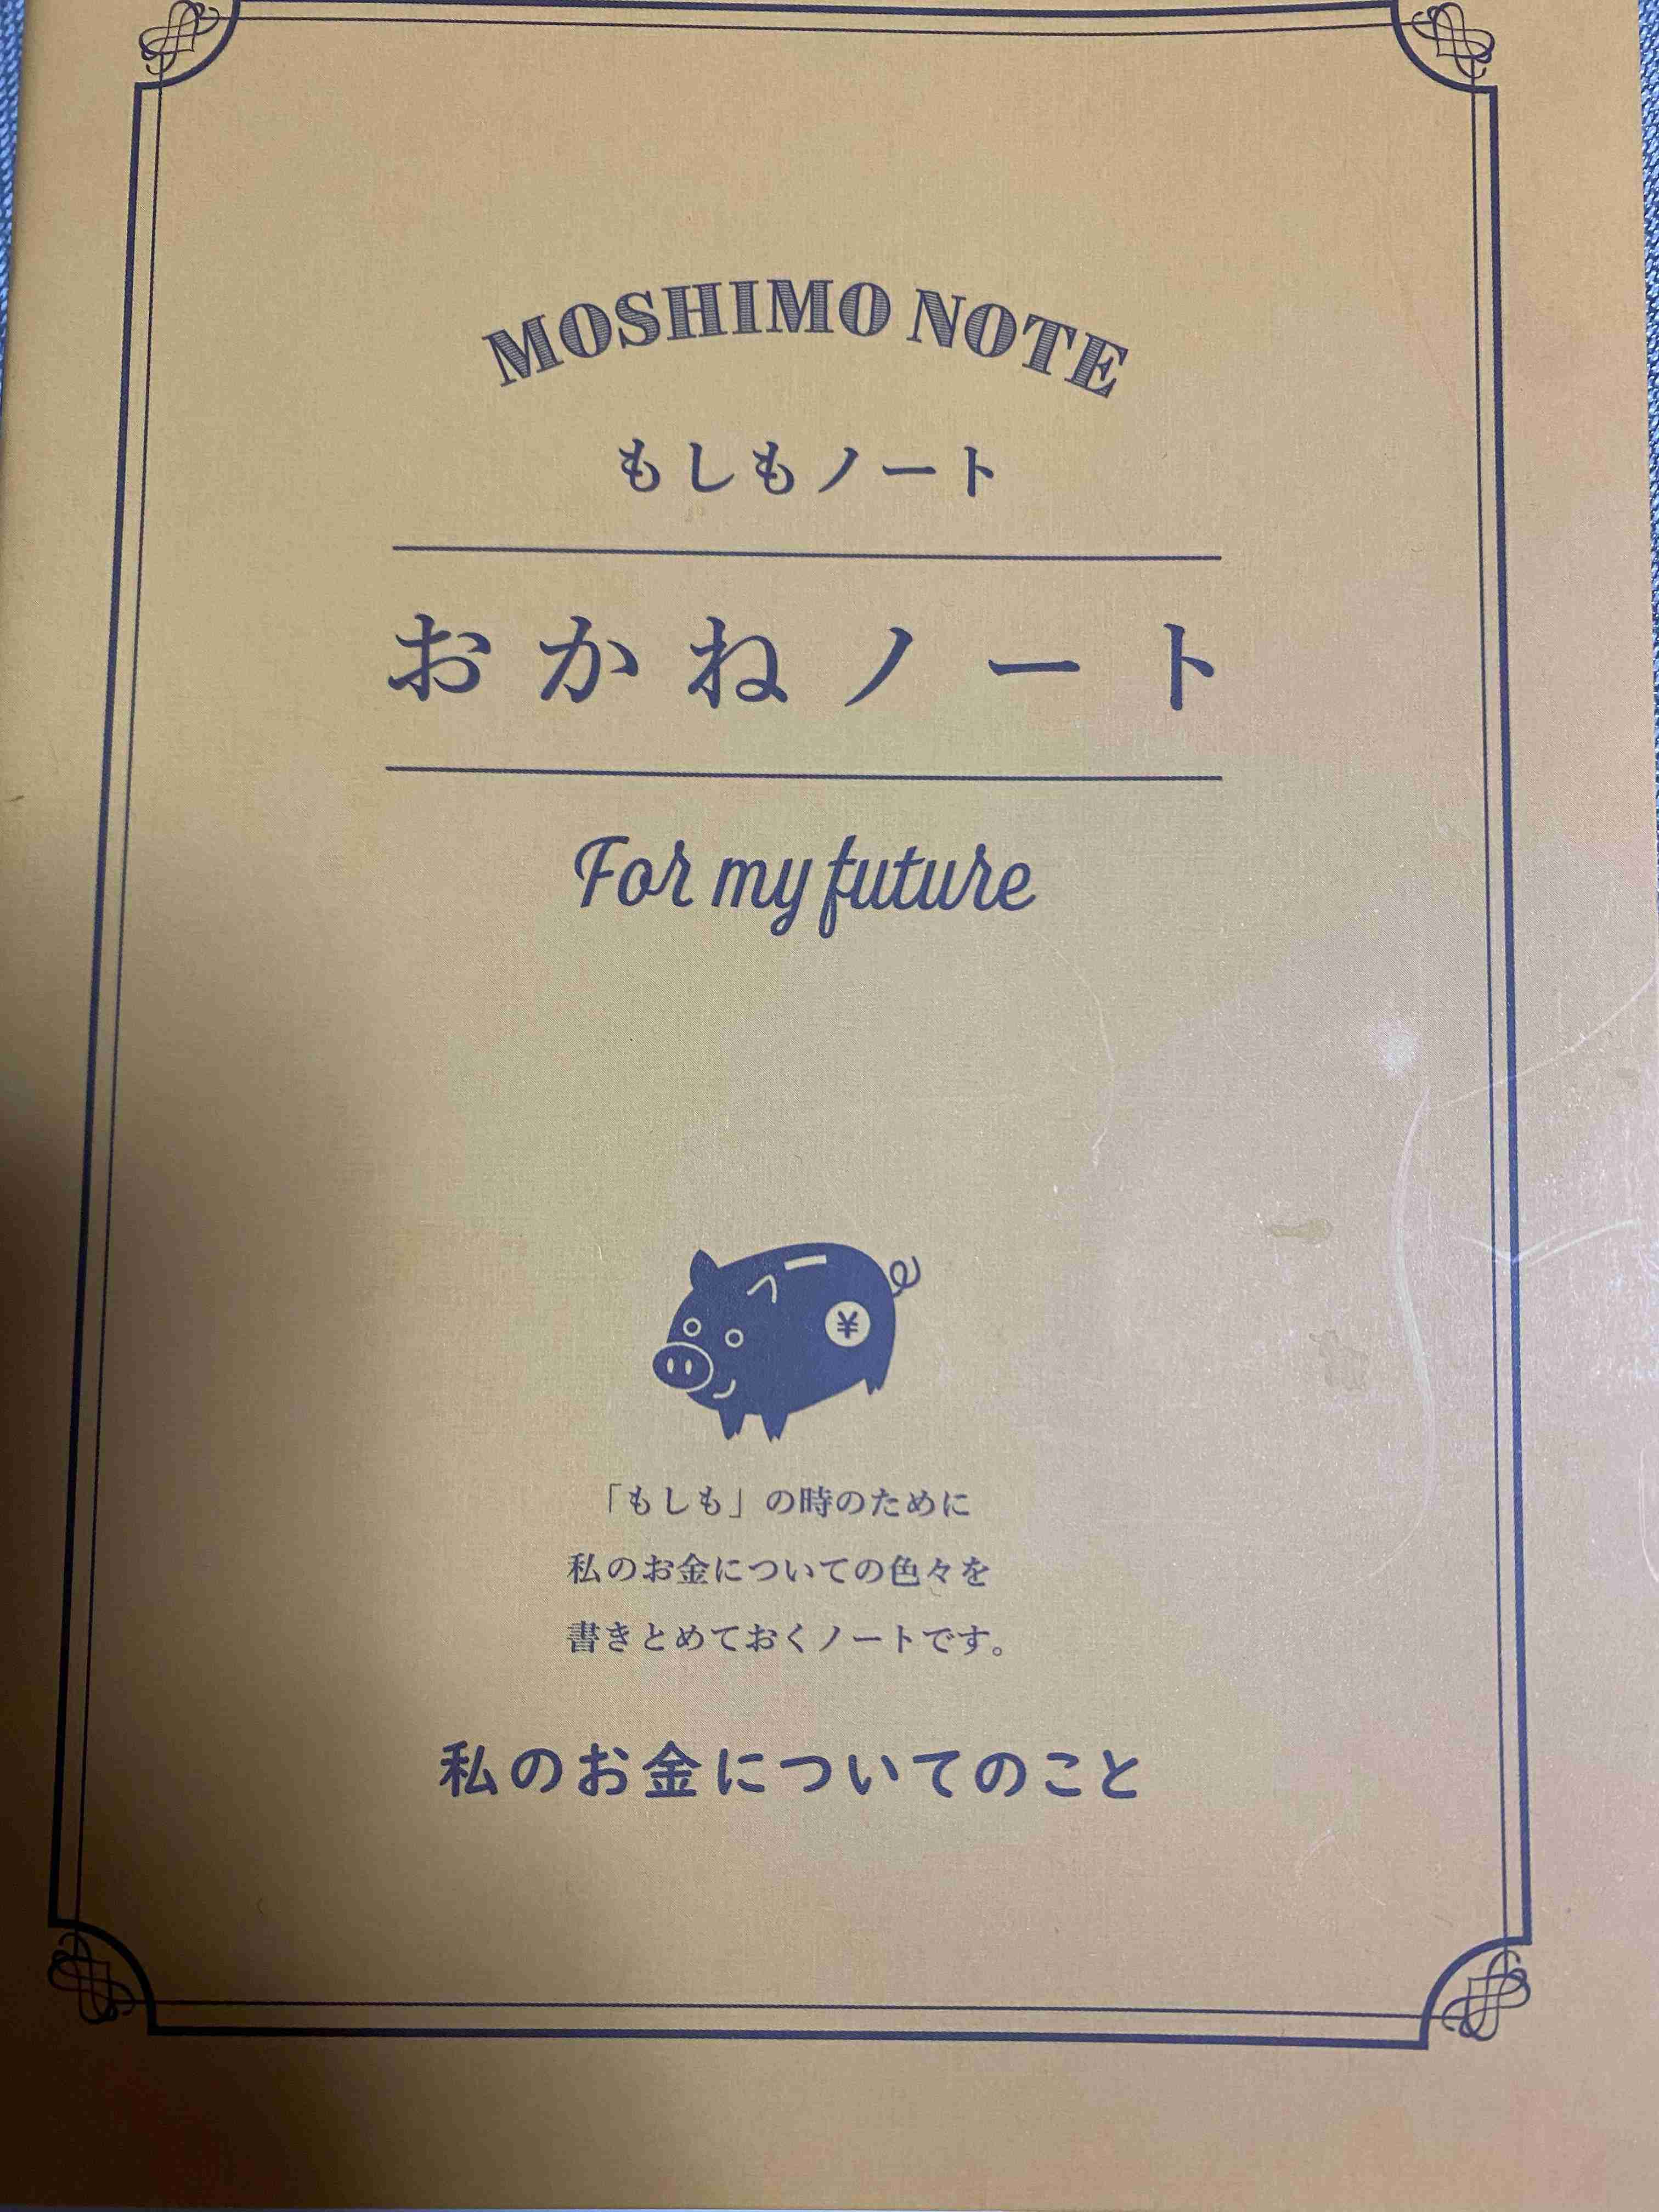 MOSHIMO NOTE
もしもノート
おかねノート
For my future
¥
「もしも」の時のために
私のお金についての色々を
書きとめておくノートです。
私のお金についてのこと